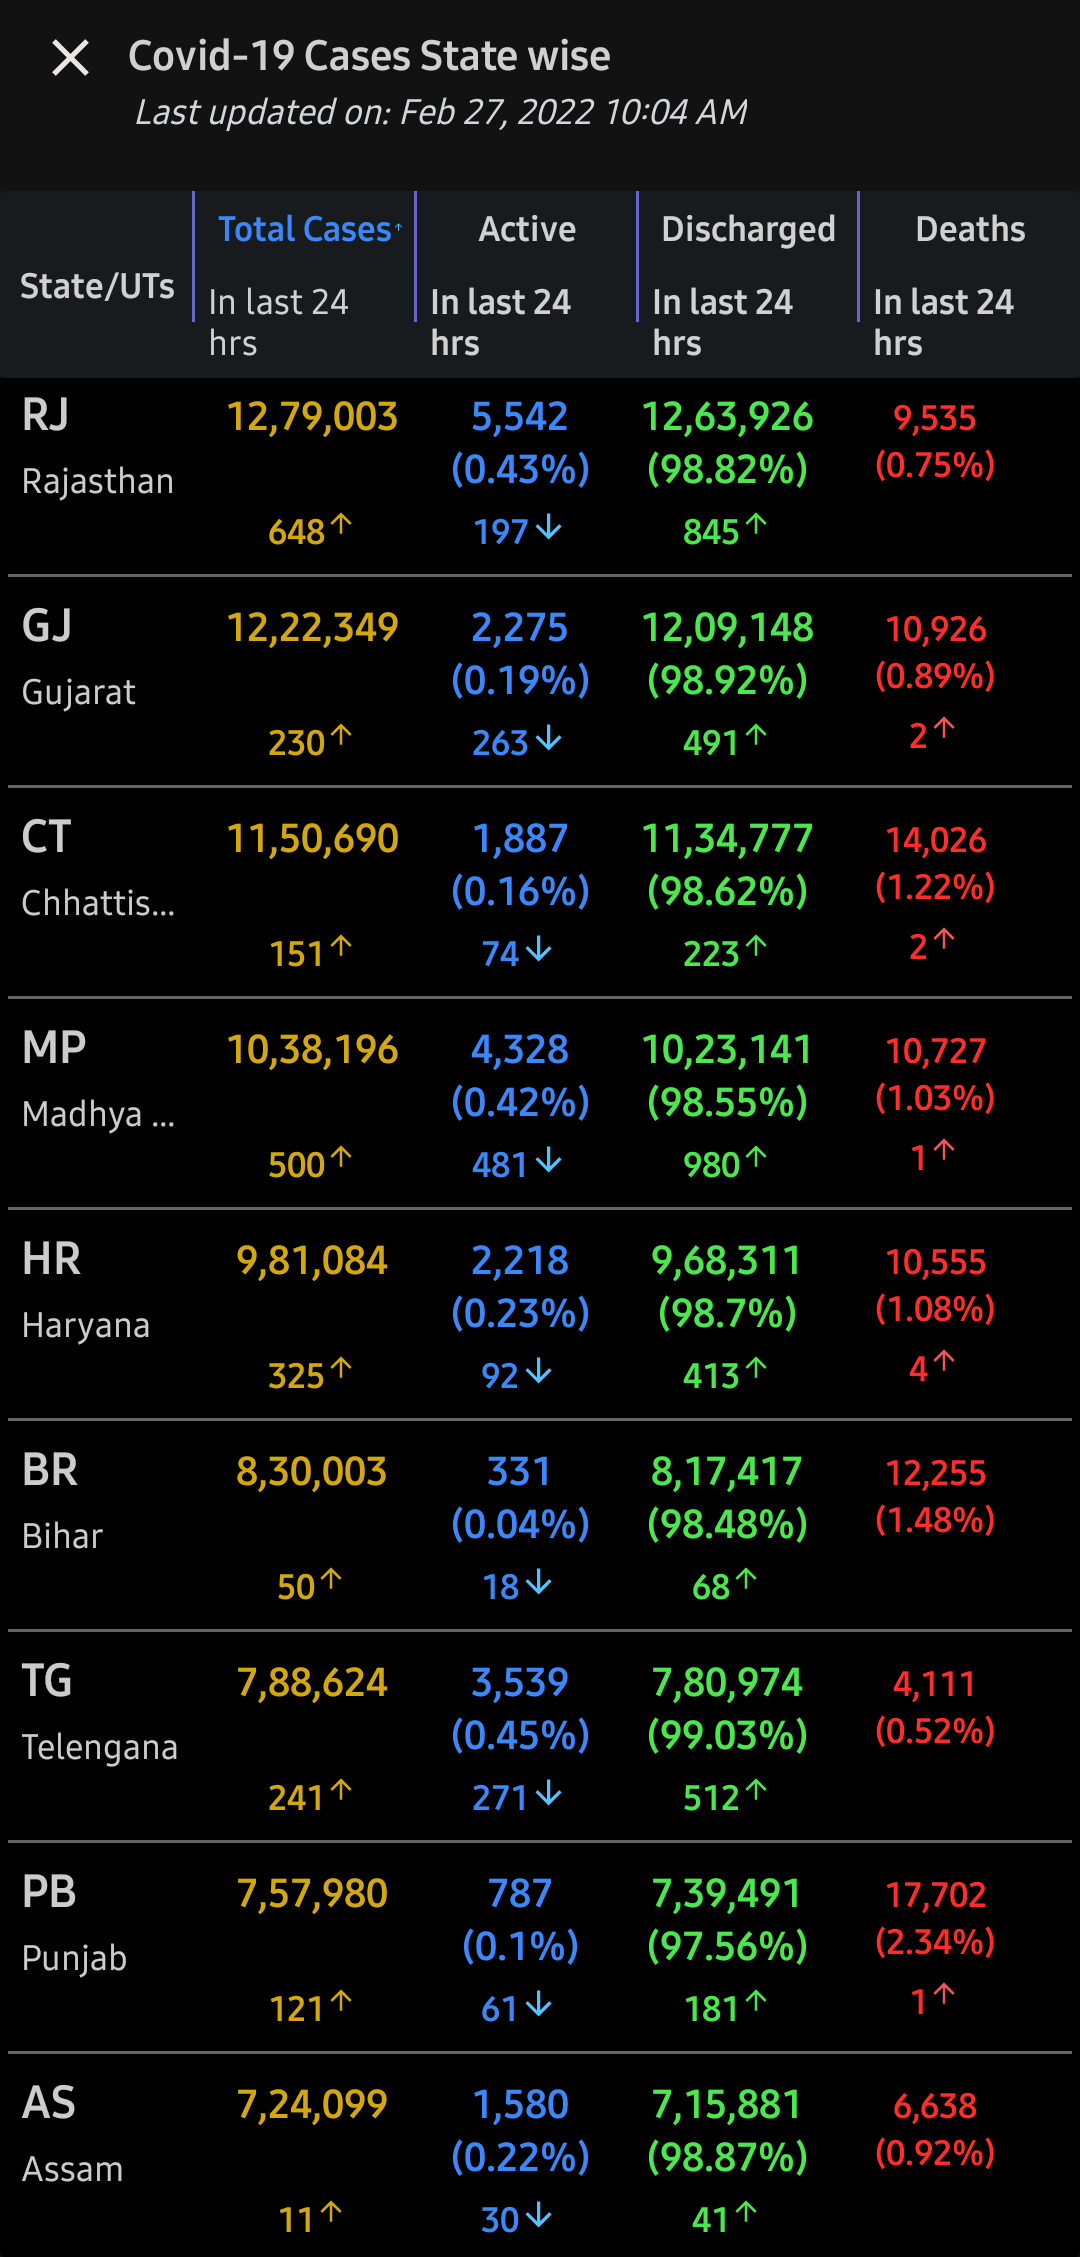 Covid-19 Cases State wise
Last updated on: Feb 27, 2022 10:04 AM
State/UTs
Total Cases↑ Active Discharged Deaths
In last 24 hrs In last 24 hrs In last 24 hrs In last 24 hrs
RJ 12,79,003 5,542 12,63,926 9,535
(0.43%) (98.82%) (0.75%)
Rajasthan
648↑ 197↓ 845↑
GJ 12,22,349 2,275 12,09,148 10,926
(0.19%) (98.92%) (0.89%)
Gujarat
230↑ 263↓ 491↑ 2↑
CT 11,50,690 1,887 11,34,777 14,026
(0.16%) (98.62%) (1.22%)
Chhattis...
151↑ 74↓ 223↑ 2↑
MP 10,38,196 4,328 10,23,141 10,727
(0.42%) (98.55%) (1.03%)
Madhya ...
500↑ 481↓ 980↑ 1↑
HR 9,81,084 2,218 9,68,311 10,555
(0.23%) (98.7%) (1.08%)
Haryana
325↑ 92↓ 413↑ 4↑
BR 8,30,003 331 8,17,417 12,255
(0.04%) (98.48%) (1.48%)
Bihar
50↑ 18↓ 68↑
TG 7,88,624 3,539 7,80,974 4,111
(0.45%) (99.03%) (0.52%)
Telengana
241↑ 271↓ 512↑
PB 7,57,980 787 7,39,491 17,702
(0.1%) (97.56%) (2.34%)
Punjab
121↑ 61↓ 181↑ 1↑
AS 7,24,099 1,580 7,15,881 6,638
(0.22%) (98.87%) (0.92%)
Assam
11↑ 30↓ 41↑